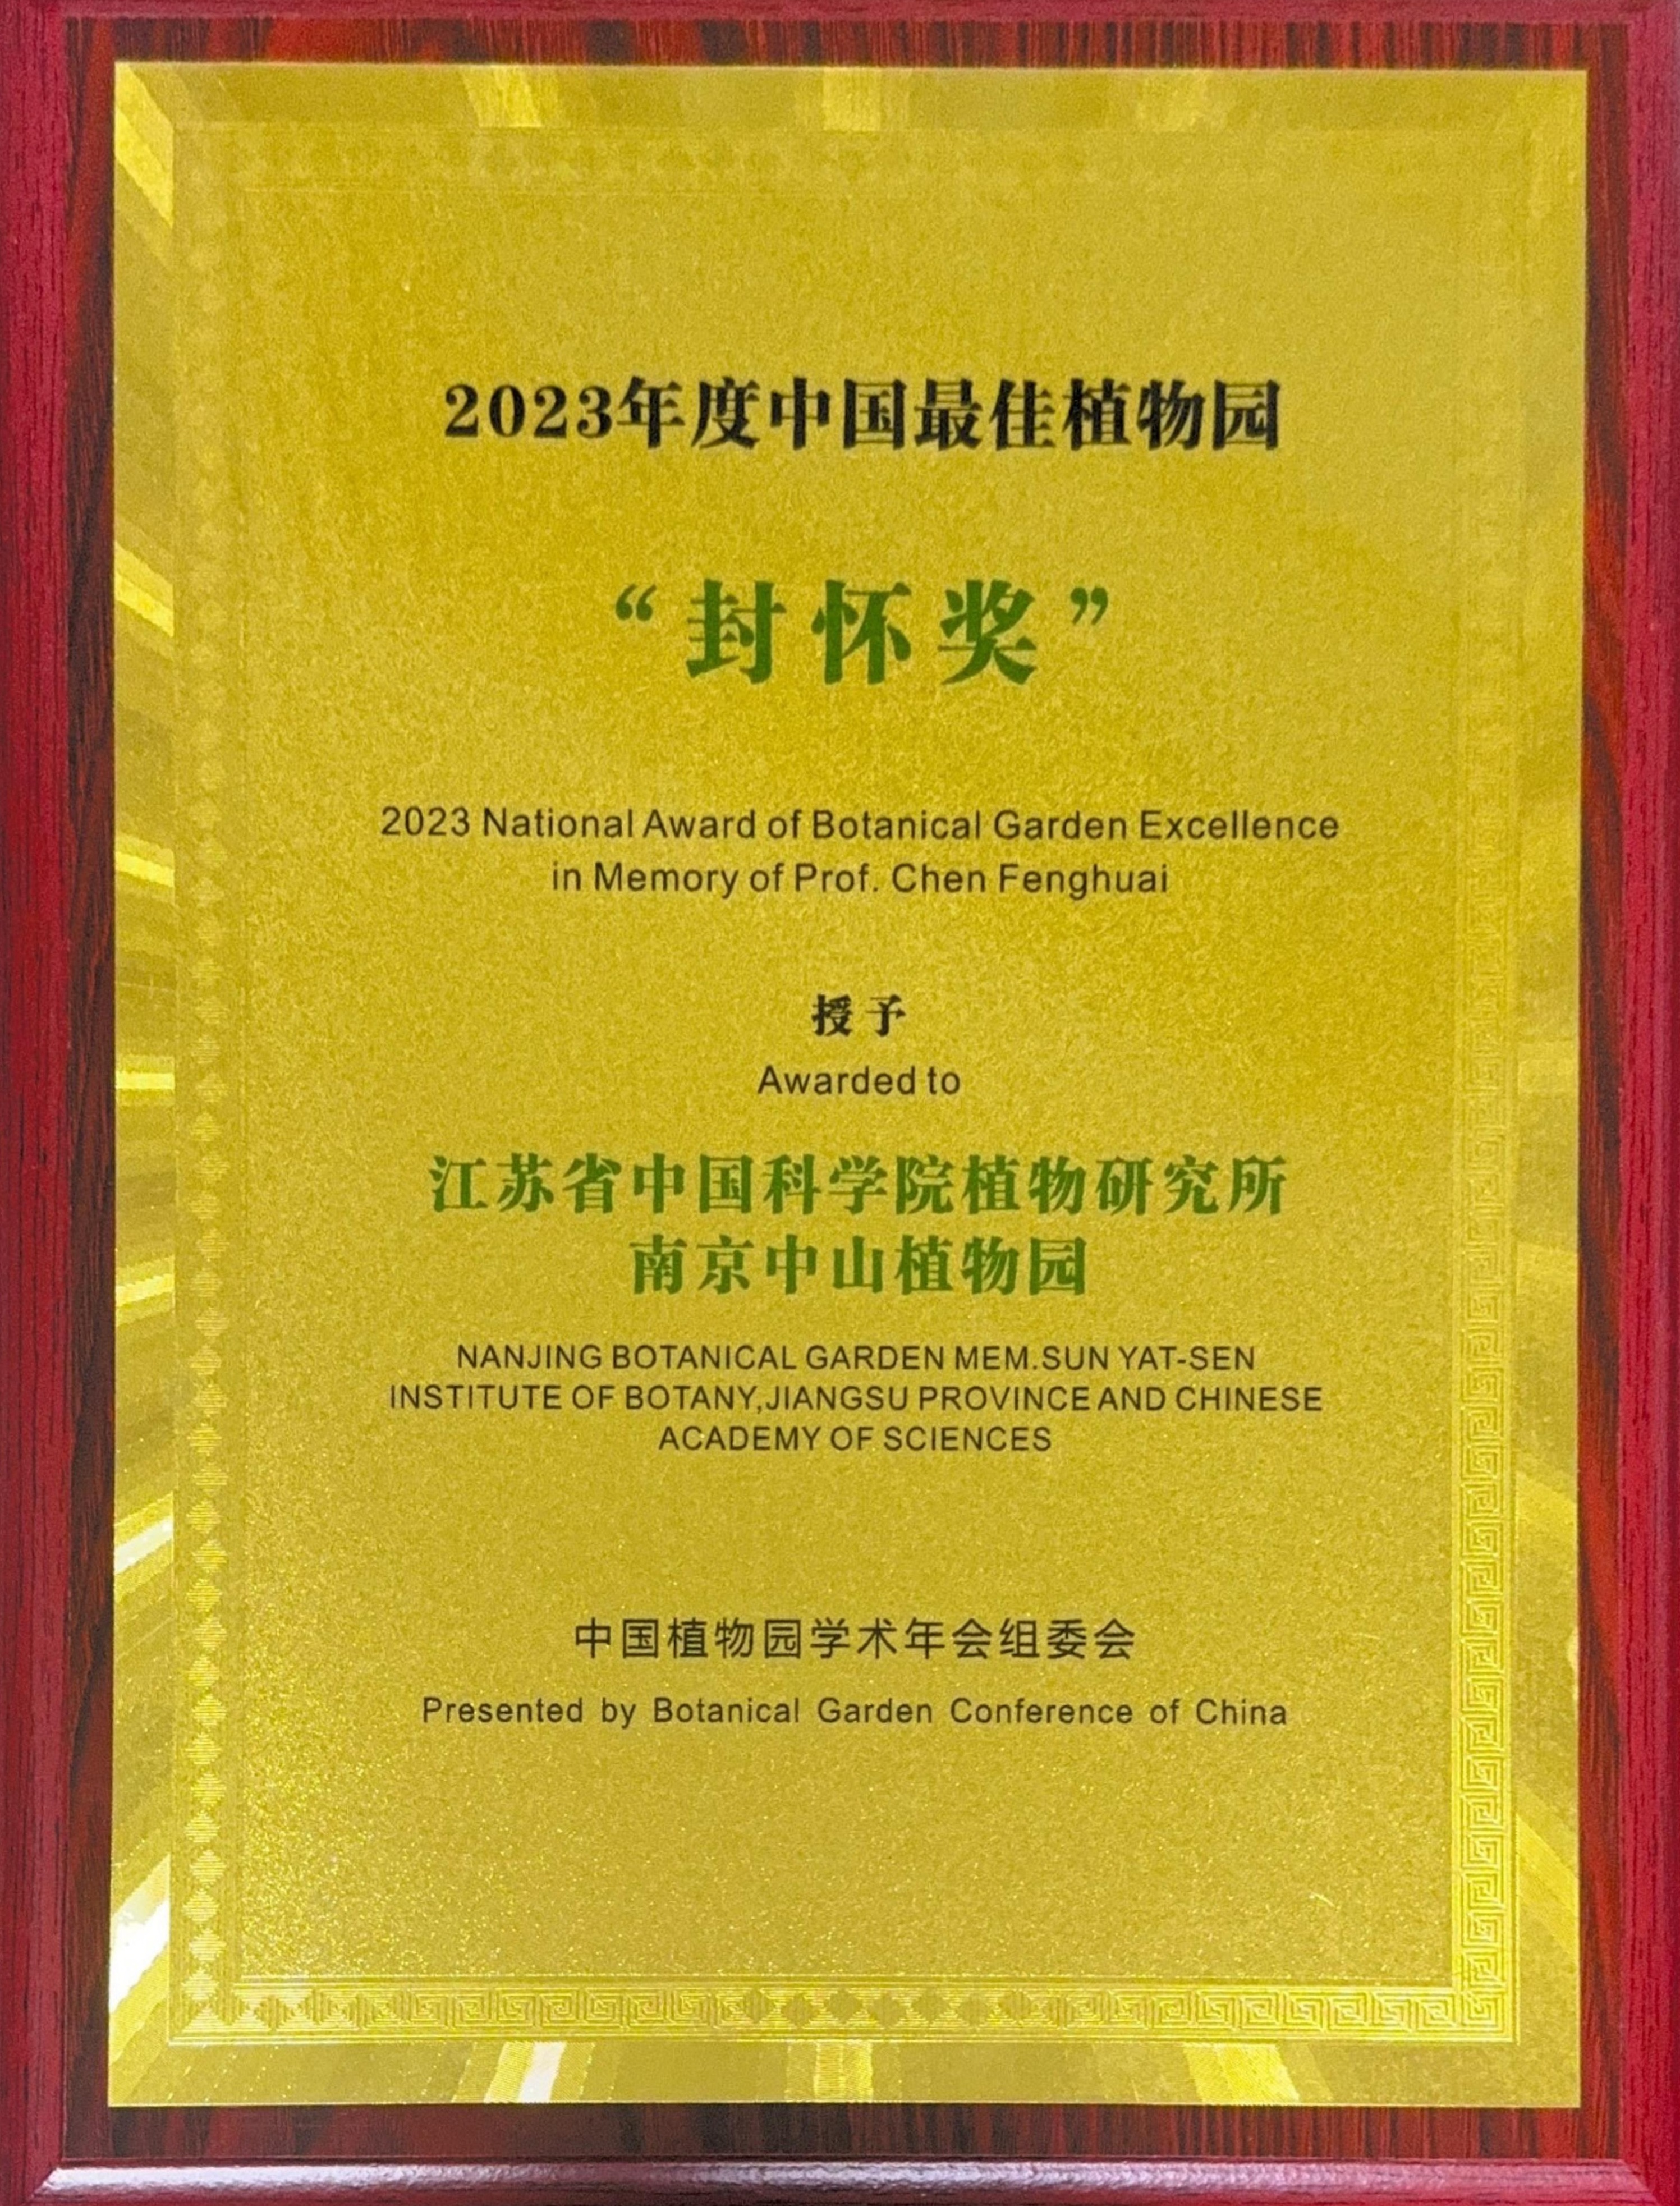 2023年度中国最佳植物园
“封怀奖”
2023 National Award of Botanical Garden Excellence
in Memory of Prof. Chen Fenghuai
授予
Awarded to
江苏省中国科学院植物研究所
南京中山植物园
NANJING BOTANICAL GARDEN MEM.SUN YAT-SEN
INSTITUTE OF BOTANY,JIANGSU PROVINCE AND CHINESE
ACADEMY OF SCIENCES
中国植物园学术年会组委会
Presented by Botanical Garden Conference of China